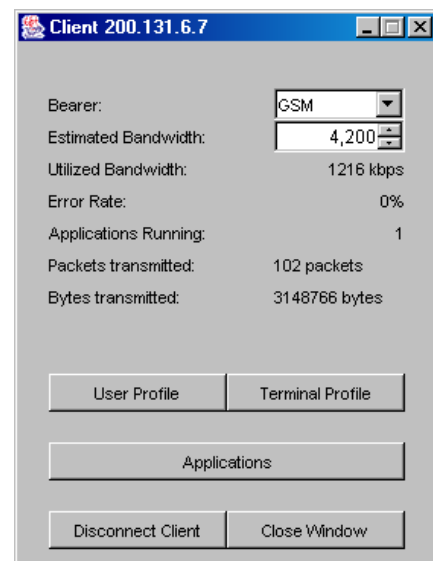 Client 200.131.6.7
Bearer: GSM
Estimated Bandwidth: 4,200
Utilized Bandwidth: 1216 kbps
Error Rate: 0%
Applications Running: 1
Packets transmitted: 102 packets
Bytes transmitted: 3148766 bytes
User Profile Terminal Profile
Applications
Disconnect Client Close Window